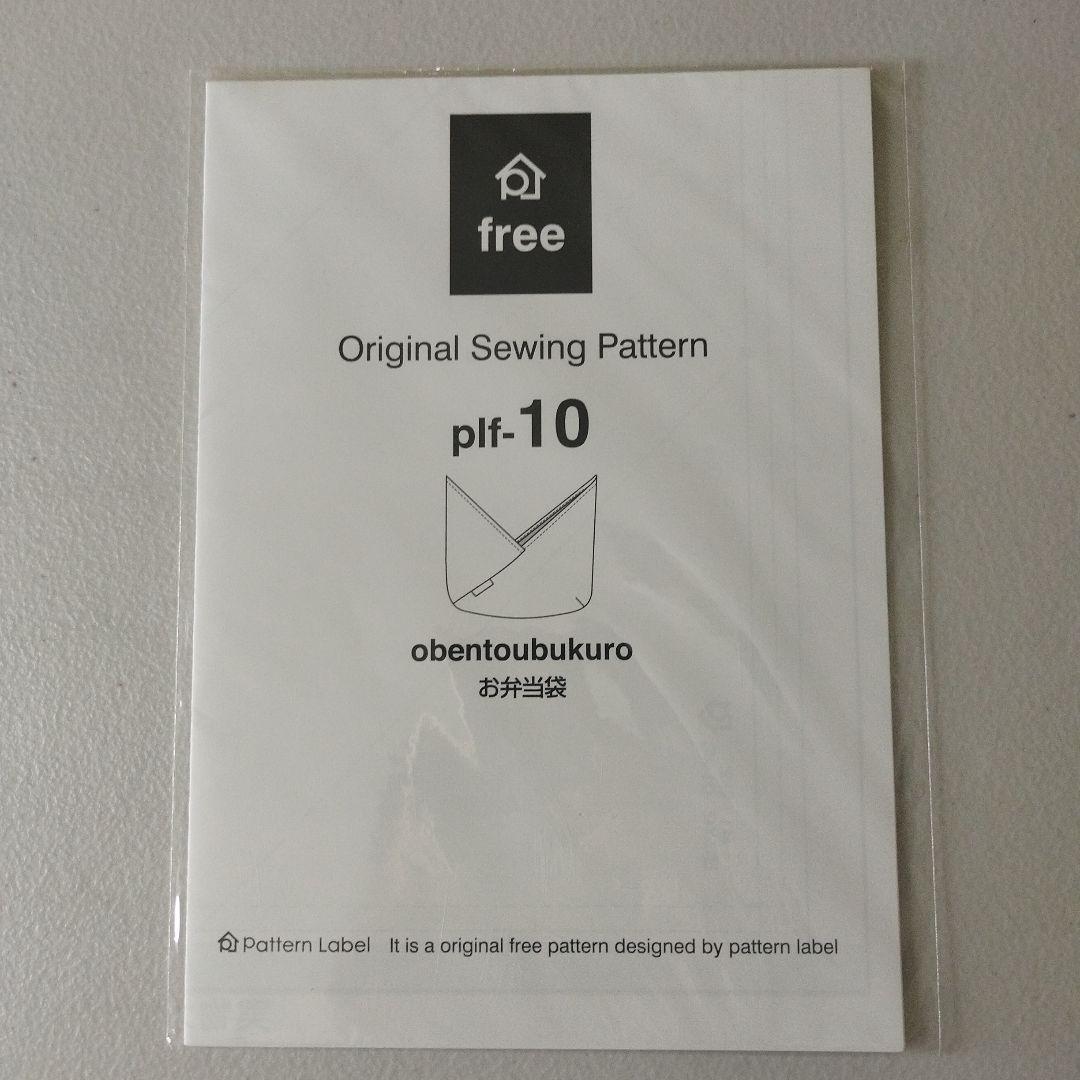 free
Original Sewing Pattern
plf-10
obentoubukuro
お弁当袋
pattern Label It is a original free pattern designed by pattern label